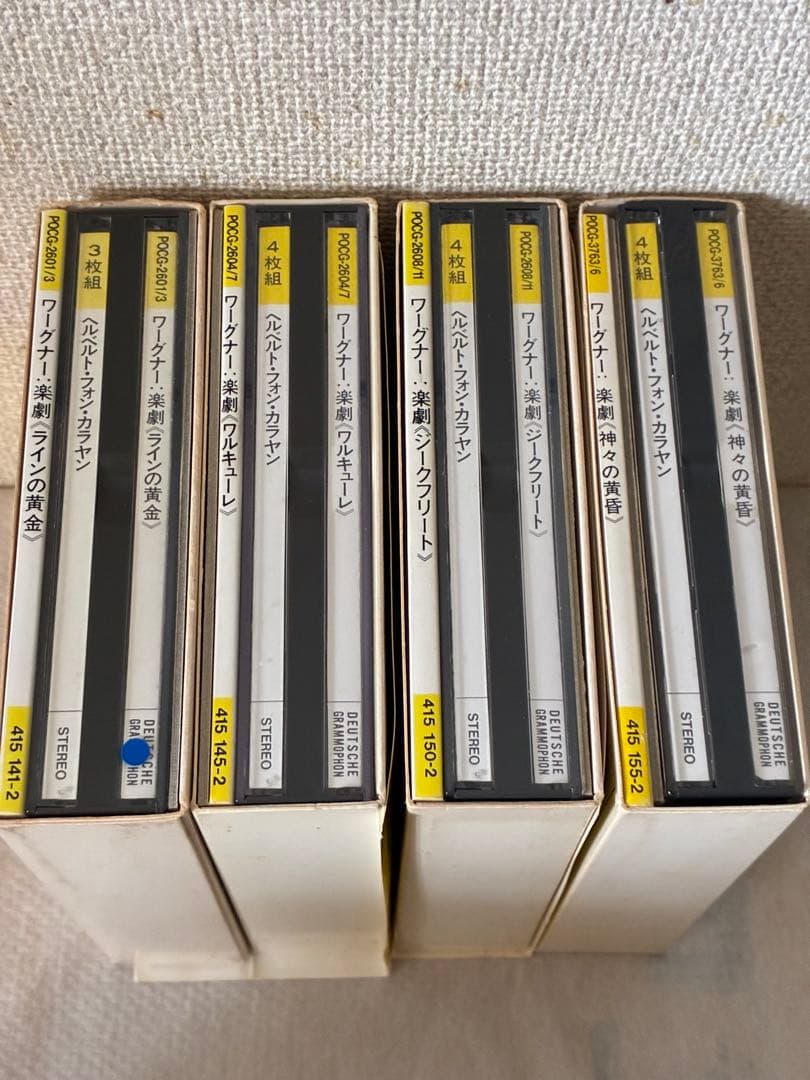 POCG-2601/3
ワーグナー:楽劇《ラインの黄金》
415 141-2
3枚組
ヘルベルト・フォン・カラヤン
STEREO
POCG-2601/3
ワーグナー:楽劇《ラインの黄金》
POCG-2604/7
ワーグナー:楽劇《ワルキューレ》
415 145-2
4枚組
ヘルベルト・フォン・カラヤン
STEREO
POCG-2604/7
ワーグナー:楽劇《ワルキューレ》
DEUTSCHE
GRAMMOPHON
POCG-2608/11
ワーグナー:楽劇《ジークフリート》
415 150-2
4枚組
ヘルベルト・フォン・カラヤン
STEREO
POCG-2608/11
ワーグナー:楽劇《ジークフリート》
DEUTSCHE
GRAMMOPHON
POCG-3763/6
ワーグナー:楽劇《神々の黄昏》
415 155-2
4枚組
ヘルベルト・フォン・カラヤン
STEREO
POCG-3763/6
ワーグナー:楽劇《神々の黄昏》
DEUTSCHE
GRAMMOPHON